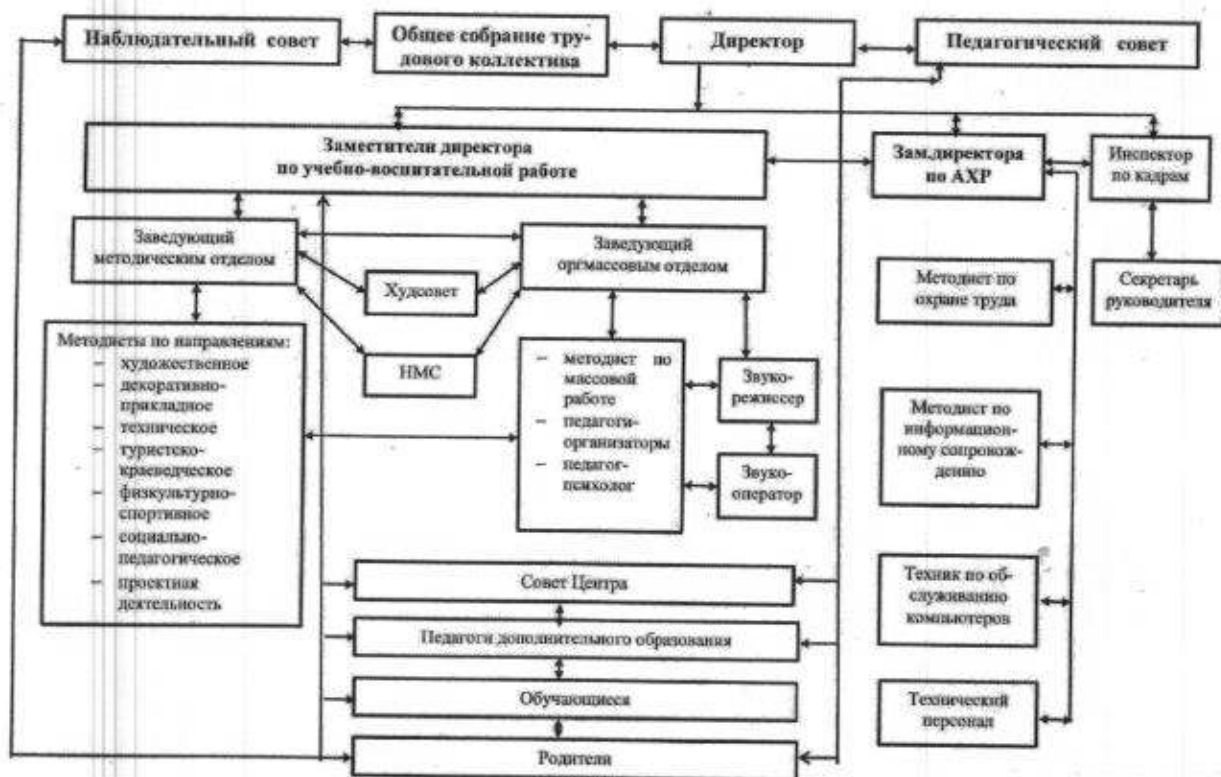 Наблюдательный совет
Общее собрание тру-
дового коллектива
Директор
Педагогический совет
Заместители директора
по учебно-воспитательной работе
Зам.директора
по АХР
Инспектор
по кадрам
Заведующий
методическим отделом
Заведующий
оргмассовым отделом
Худсовет
НМС
Методист по
охране труда
Секретарь
руководителя
Методисты по направлениям:
– художественное
– декоративно-
прикладное
– техническое
– туристско-
краеведческое
– физкультурно-
спортивное
– социально-
педагогическое
– проектная
деятельность
– методист по
массовой
работе
– педагоги-
организаторы
– педагог-
психолог
Звуко-
режиссер
Звуко-
оператор
Методист по
информацион-
ному сопровож-
дению
Совет Центра
Педагоги дополнительного образования
Обучающиеся
Родители
Техник по об-
служиванию
компьютеров
Технический
персонал